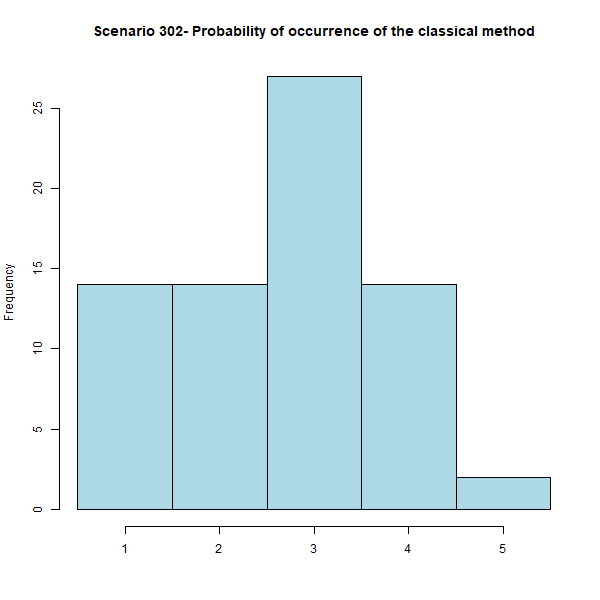 Scenario 302- Probability of occurrence of the classical method
Frequency
25
20
15
10
5
0
1 2 3 4 5